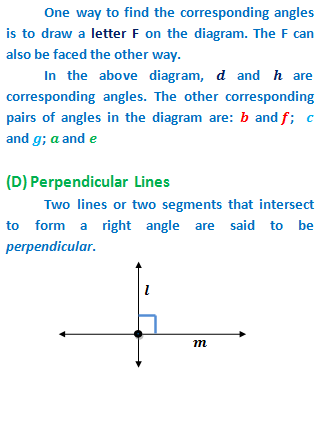 One way to find the corresponding angles
is to draw a letter F on the diagram. The F can
also be faced the other way.
In the above diagram, d and h are
corresponding angles. The other corresponding
pairs of angles in the diagram are: b and f; c
and g; a and e
(D) Perpendicular Lines
Two lines or two segments that intersect
to form a right angle are said to be
perpendicular.
l
m